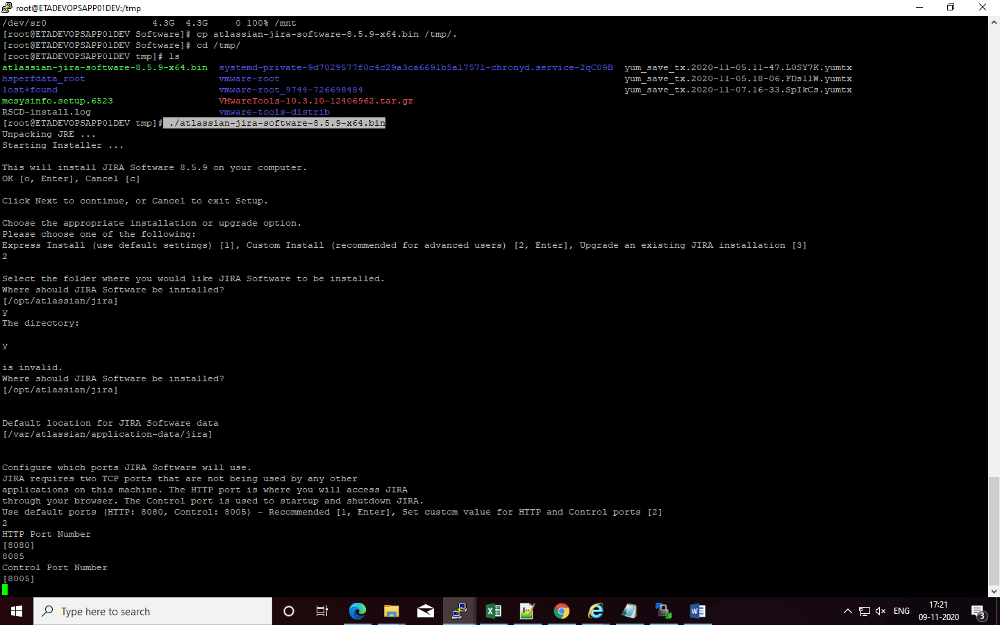 root@ETADEVOPSAPP01DEV:/tmp
/dev/sr0 4.3G 4.3G 0 100% /mnt
[root@ETADEVOPSAPP01DEV Software]# cp atlassian-jira-software-8.5.9-x64.bin /tmp/.
[root@ETADEVOPSAPP01DEV Software]# cd /tmp/
[root@ETADEVOPSAPP01DEV tmp]# ls
atlassian-jira-software-8.5.9-x64.bin systemd-private-9d7029577f0c4c29a3ca6691b5a17571-chronyd.service-2qC09B yum_save_tx.2020-11-05.11-47.L0SY7K.yumtx
hsperfdata_root vmware-root yum_save_tx.2020-11-05.18-06.FDsllW.yumtx
lost+found vmware-root_9744-726698484 yum_save_tx.2020-11-07.16-33.SpIkCs.yumtx
mcsysinfo.setup.6523 VMwareTools-10.3.10-12406962.tar.gz
RSCD-install.log vmware-tools-distrib
[root@ETADEVOPSAPP01DEV tmp]# ./atlassian-jira-software-8.5.9-x64.bin
Unpacking JRE ...
Starting Installer ...
This will install JIRA Software 8.5.9 on your computer.
OK [o, Enter], Cancel [c]
Click Next to continue, or Cancel to exit Setup.
Choose the appropriate installation or upgrade option.
Please choose one of the following:
Express Install (use default settings) [1], Custom Install (recommended for advanced users) [2, Enter], Upgrade an existing JIRA installation [3]
2
Select the folder where you would like JIRA Software to be installed.
Where should JIRA Software be installed?
[/opt/atlassian/jira]
y
The directory:
y
is invalid.
Where should JIRA Software be installed?
[/opt/atlassian/jira]
Default location for JIRA Software data
[/var/atlassian/application-data/jira]
Configure which ports JIRA Software will use.
JIRA requires two TCP ports that are not being used by any other
applications on this machine. The HTTP port is where you will access JIRA
through your browser. The Control port is used to startup and shutdown JIRA.
Use default ports (HTTP: 8080, Control: 8005) - Recommended [1, Enter], Set custom value for HTTP and Control ports [2]
2
HTTP Port Number
[8080]
8085
Control Port Number
[8005]
Type here to search
ENG
17:21
09-11-2020
3